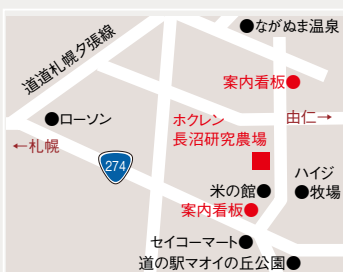 ●ながぬま温泉
道道札幌夕張線
案内看板●
●ローソン
ホクレン
長沼研究農場
由仁→
←札幌
274
米の館●
ハイジ
●牧場
案内看板●
セイコーマート●
道の駅マオイの丘公園●